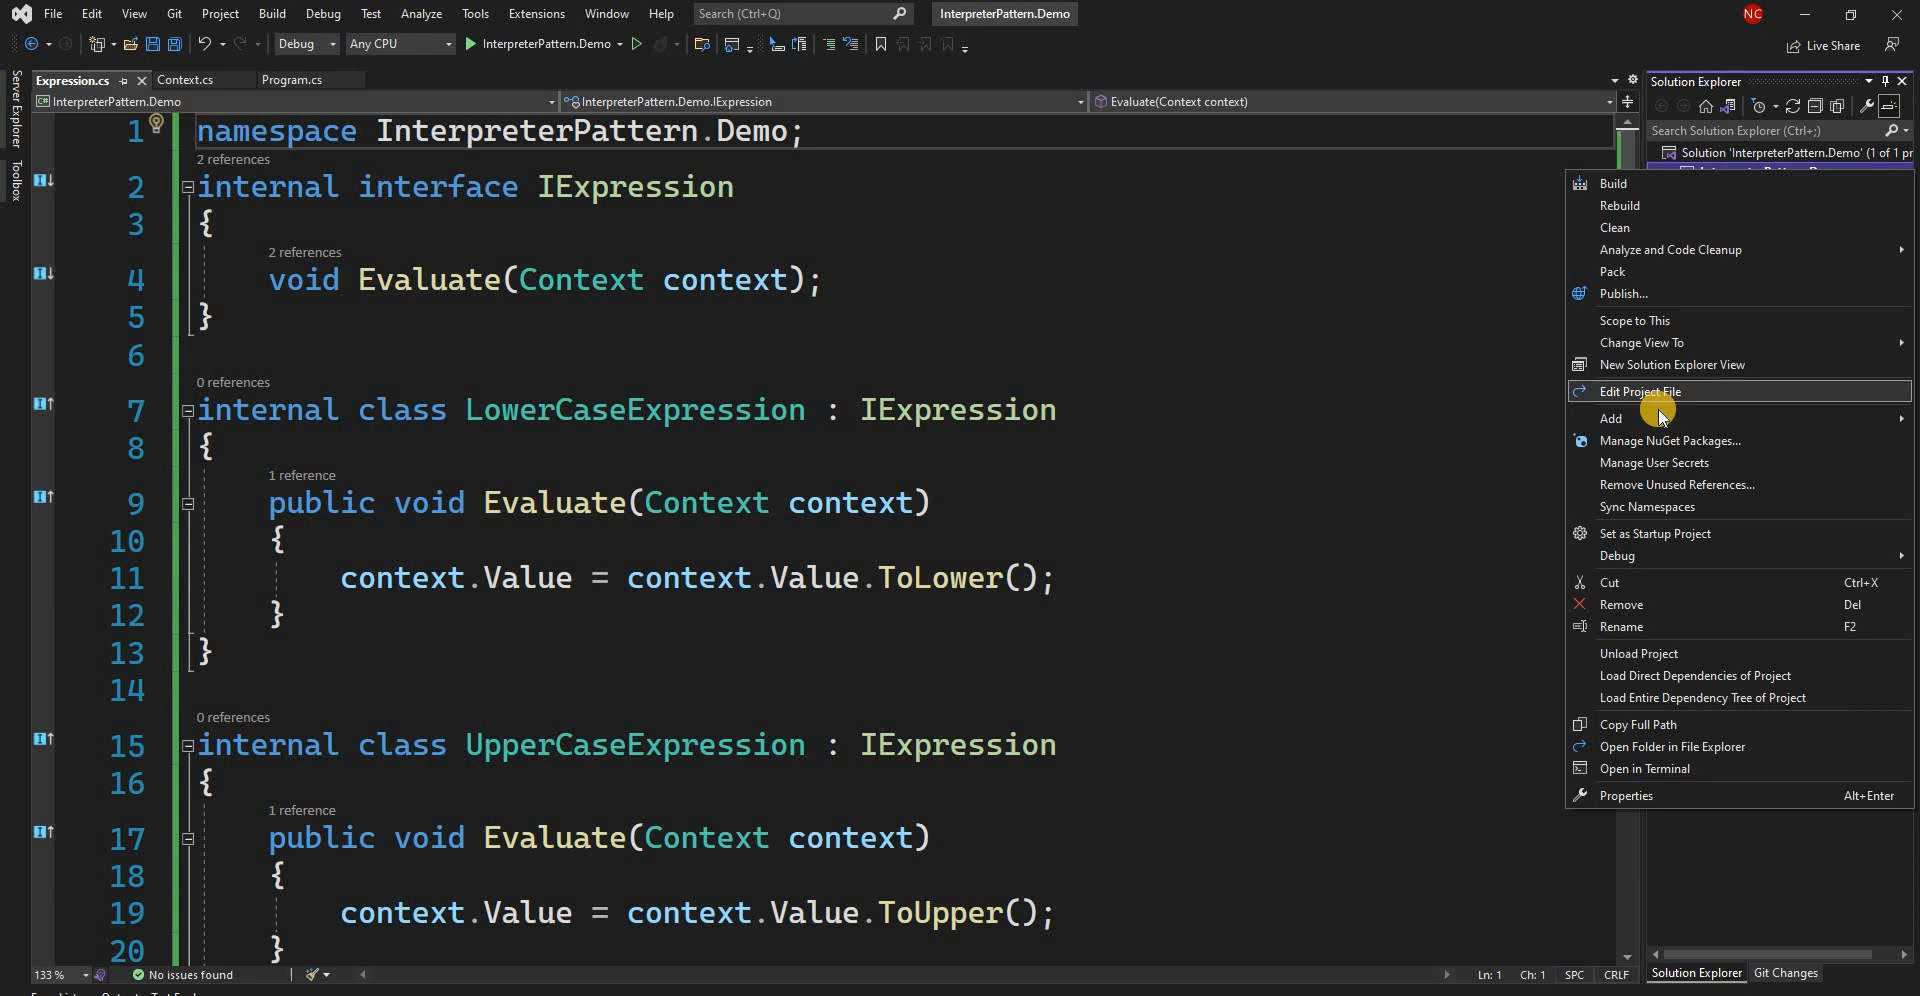 File Edit View Git Project Build Debug Test Analyze Tools Extensions Window Help Search (Ctrl+Q) InterpreterPattern.Demo NC
Debug Any CPU InterpreterPattern.Demo Live Share
Server Explorer
Toolbox
Expression.cs Context.cs Program.cs
InterpreterPattern.Demo InterpreterPattern.Demo.IExpression Evaluate(Context context)
1 namespace InterpreterPattern.Demo;
2 references
2 internal interface IExpression
3 {
2 references
4 void Evaluate(Context context);
5 }
6
0 references
7 internal class LowerCaseExpression : IExpression
8 {
1 reference
9 public void Evaluate(Context context)
10 {
11 context.Value = context.Value.ToLower();
12 }
13 }
14
0 references
15 internal class UpperCaseExpression : IExpression
16 {
1 reference
17 public void Evaluate(Context context)
18 {
19 context.Value = context.Value.ToUpper();
20 }
133 % No issues found Ln: 1 Ch: 1 SPC CRLF
Solution Explorer
Search Solution Explorer (Ctrl+;)
Solution 'InterpreterPattern.Demo' (1 of 1 pr
Build
Rebuild
Clean
Analyze and Code Cleanup
Pack
Publish...
Scope to This
Change View To
New Solution Explorer View
Edit Project File
Add
Manage NuGet Packages...
Manage User Secrets
Remove Unused References...
Sync Namespaces
Set as Startup Project
Debug
Cut Ctrl+X
Remove Del
Rename F2
Unload Project
Load Direct Dependencies of Project
Load Entire Dependency Tree of Project
Copy Full Path
Open Folder in File Explorer
Open in Terminal
Properties Alt+Enter
Solution Explorer Git Changes